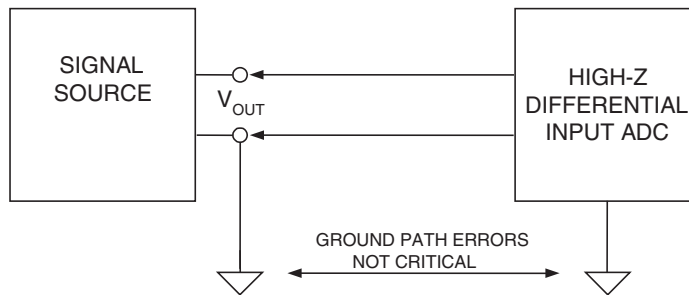 SIGNAL
SOURCE
V_OUT
HIGH-Z
DIFFERENTIAL
INPUT ADC
GROUND PATH ERRORS
NOT CRITICAL